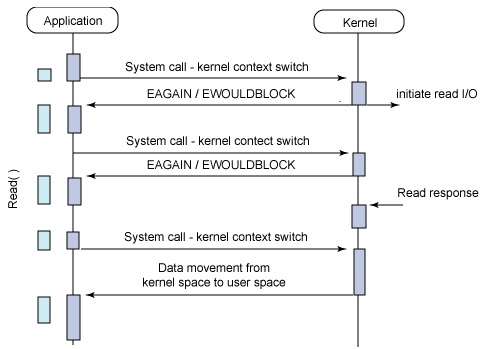 Application
Kernel
System call - kernel context switch
EAGAIN / EWOULDBLOCK
initiate read I/O
System call - kernel contect switch
EAGAIN / EWOULDBLOCK
Read( )
Read response
System call - kernel context switch
Data movement from
kernel space to user space